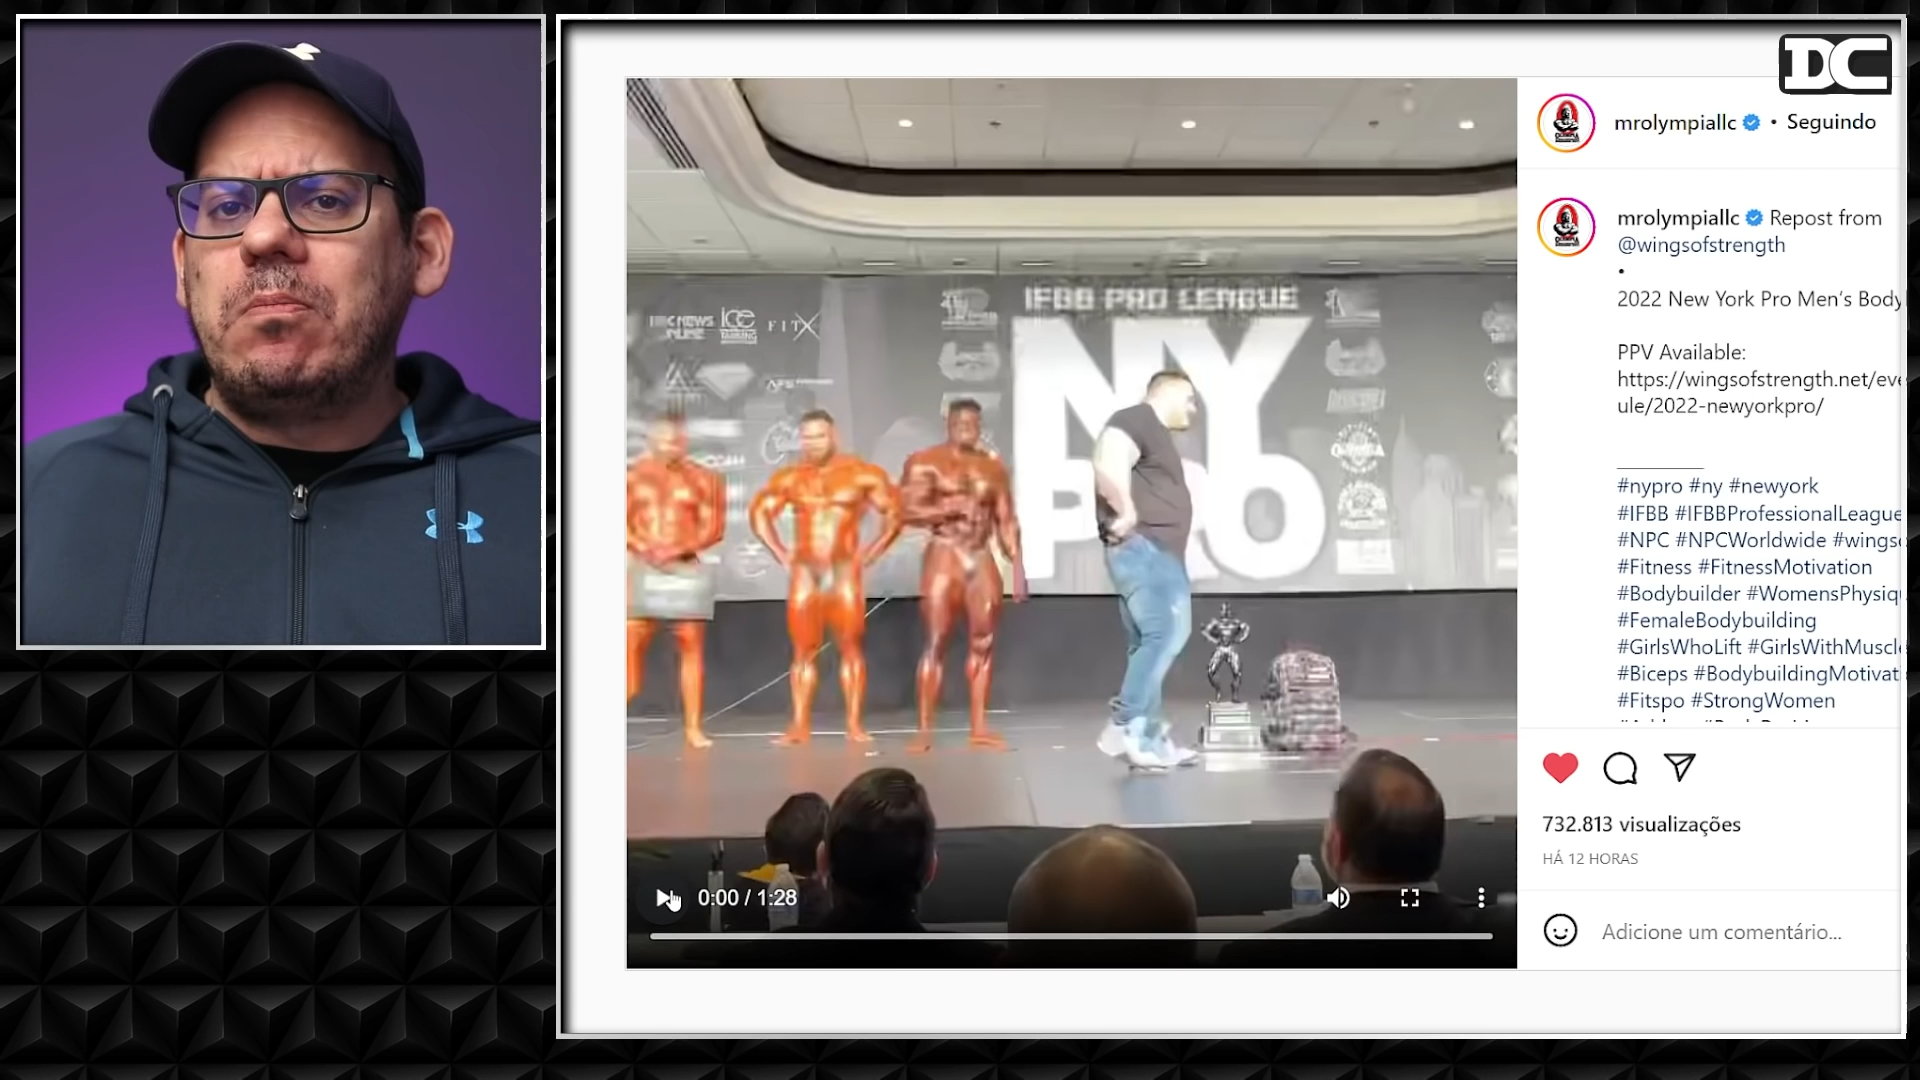 DC
mrolympiallc • Seguindo
mrolympiallc Repost from
@wingsofstrength
•
2022 New York Pro Men's Body
PPV Available:
https://wingsofstrength.net/eve
ule/2022-newyorkpro/
#nypro #ny #newyork
#IFBB #IFBBProfessionalLeague
#NPC #NPCWorldwide #wings
#Fitness #FitnessMotivation
#Bodybuilder #WomensPhysiq
#FemaleBodybuilding
#GirlsWhoLift #GirlsWithMuscl
#Biceps #BodybuildingMotivat
#Fitspo #StrongWomen
732.813 visualizações
HÁ 12 HORAS
Adicione um comentário...
IFBB PRO LEAGUE
NY
PRO
ice
FITX
0:00 / 1:28